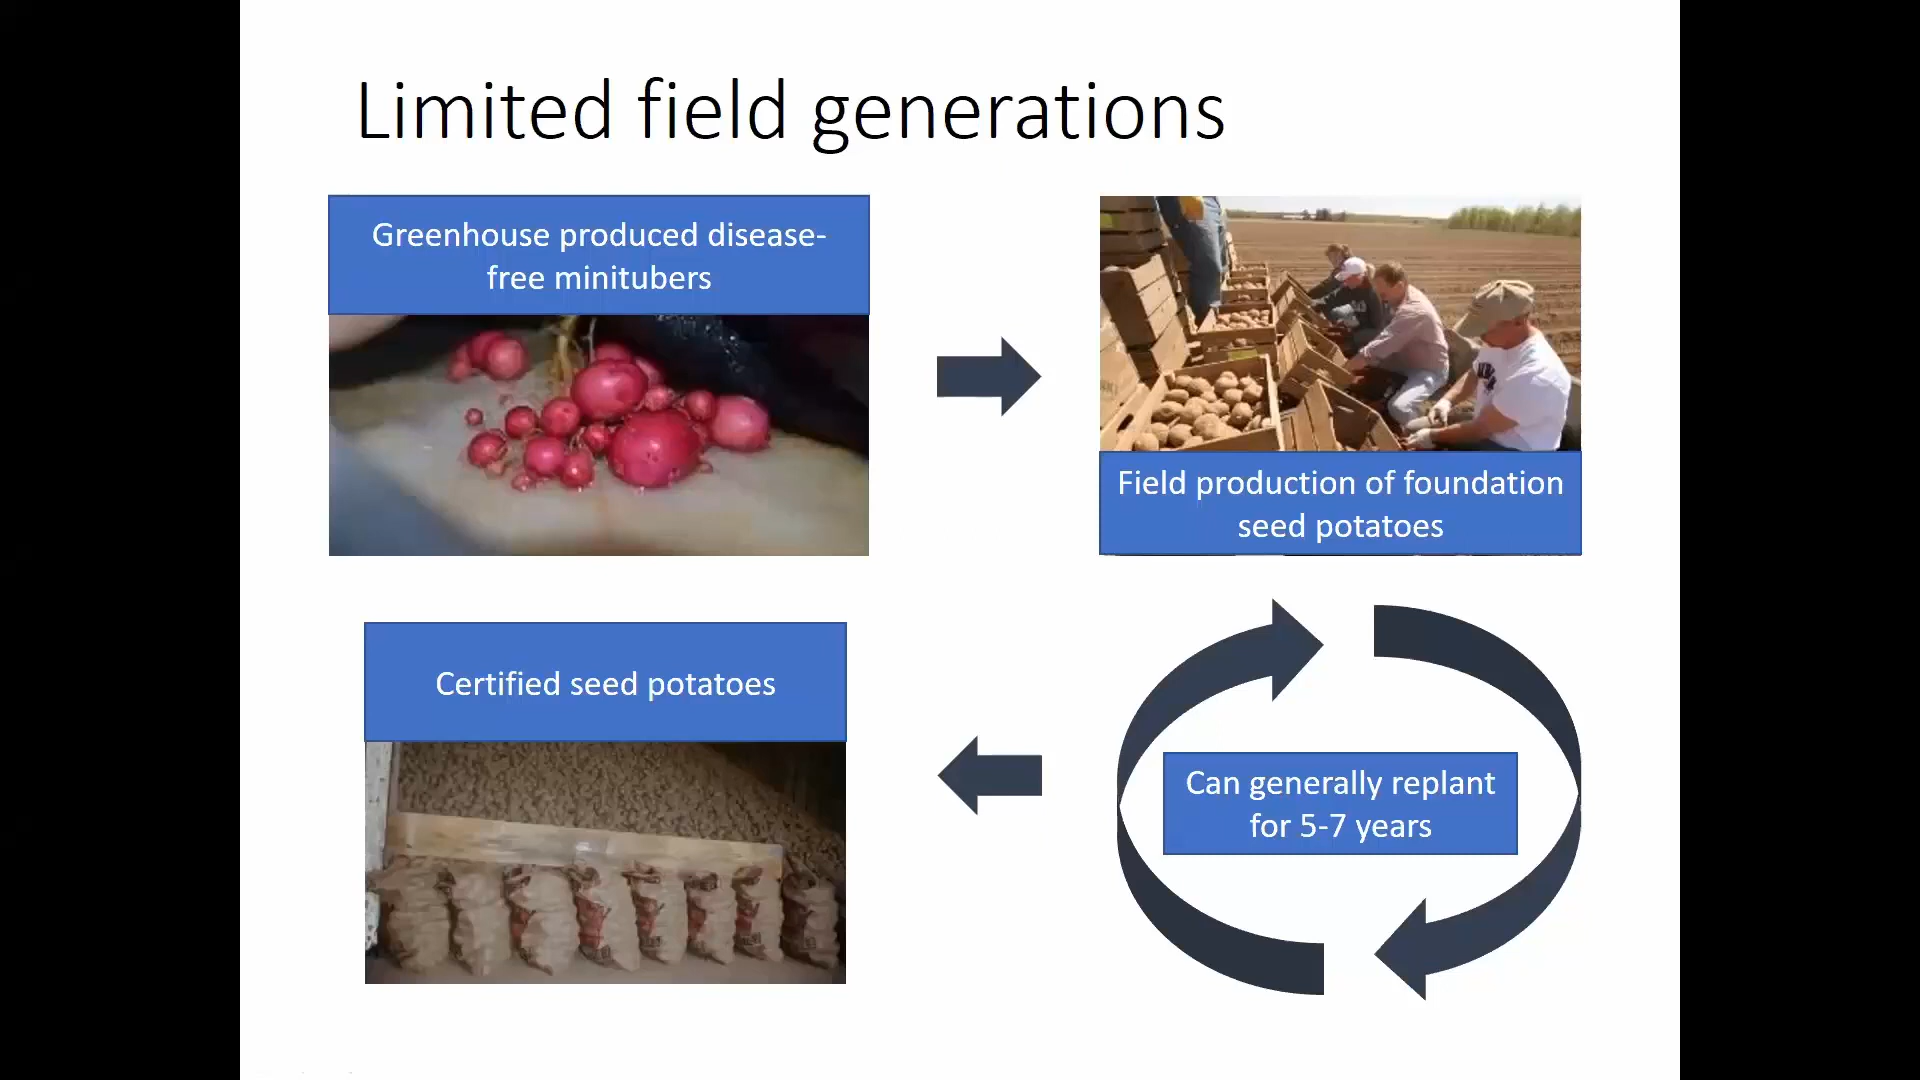 Limited field generations
Greenhouse produced disease-
free minitubers
Field production of foundation
seed potatoes
Certified seed potatoes
Can generally replant
for 5-7 years